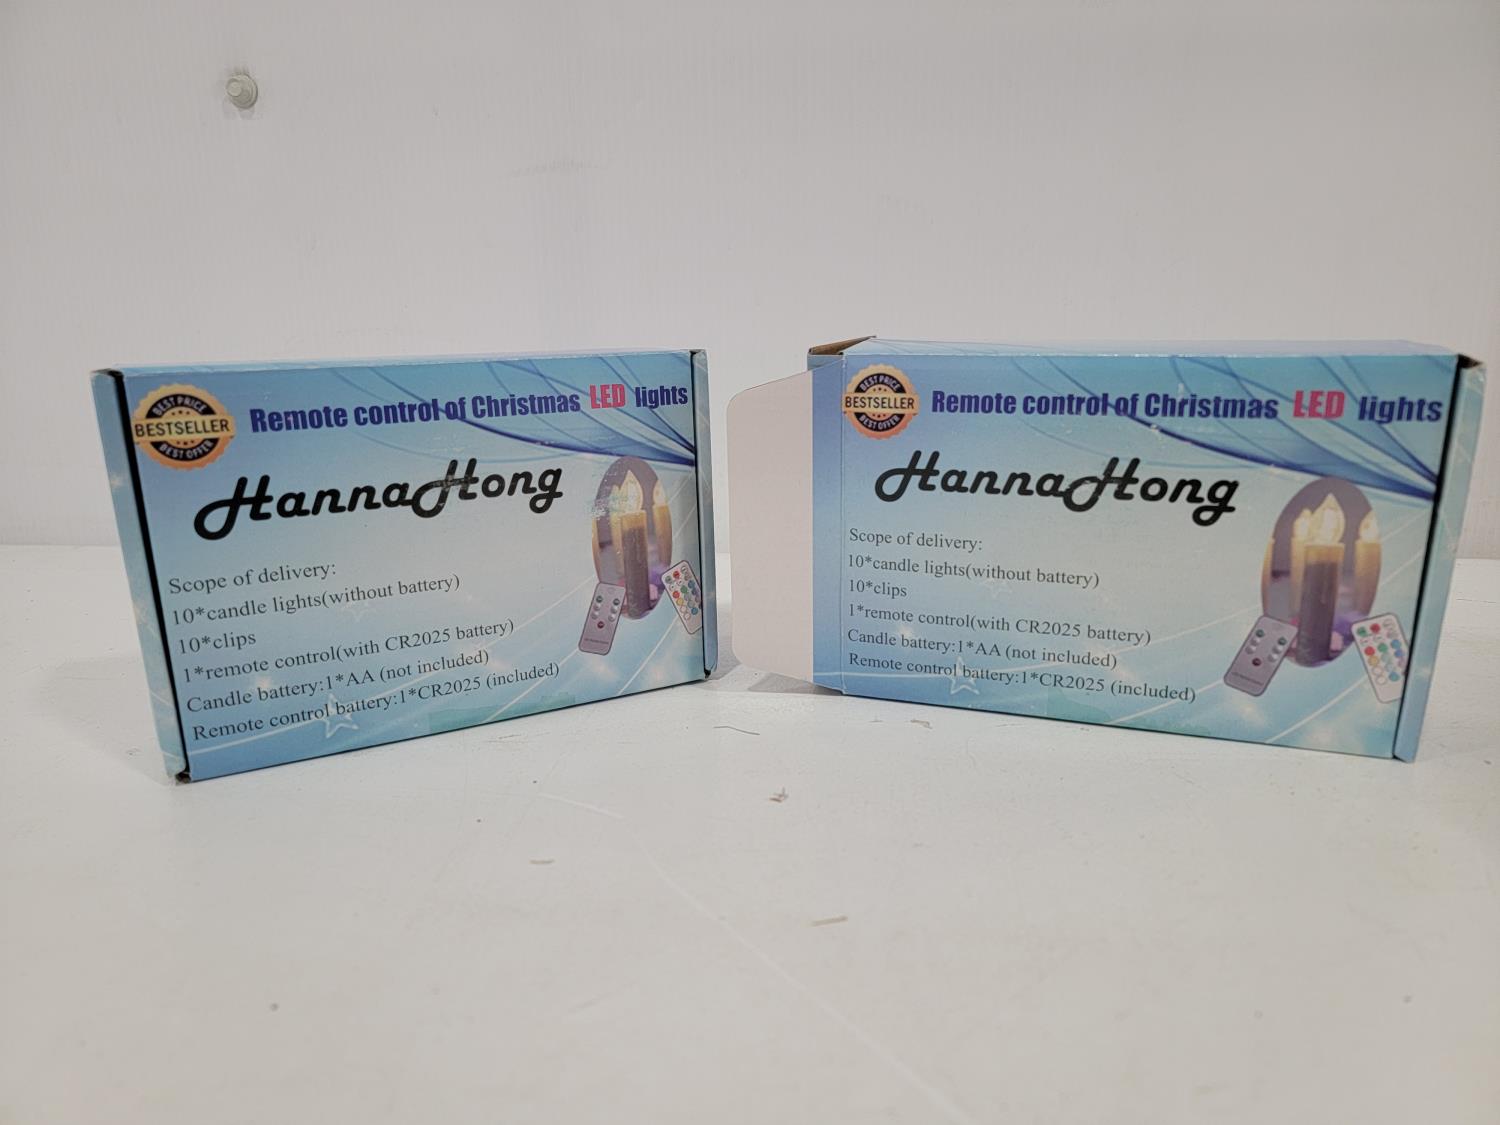 BEST PRICE
BESTSELLER
BEST OFFER
Remote control of Christmas LED lights
HannaHong
Scope of delivery:
10*candle lights(without battery)
10*clips
1*remote control(with CR2025 battery)
Candle battery:1*AA (not included)
Remote control battery:1*CR2025 (included)
BEST PRICE
BESTSELLER
BEST OFFER
Remote control of Christmas LED lights
HannaHong
Scope of delivery:
10*candle lights(without battery)
10*clips
1*remote control(with CR2025 battery)
Candle battery:1*AA (not included)
Remote control battery:1*CR2025 (included)